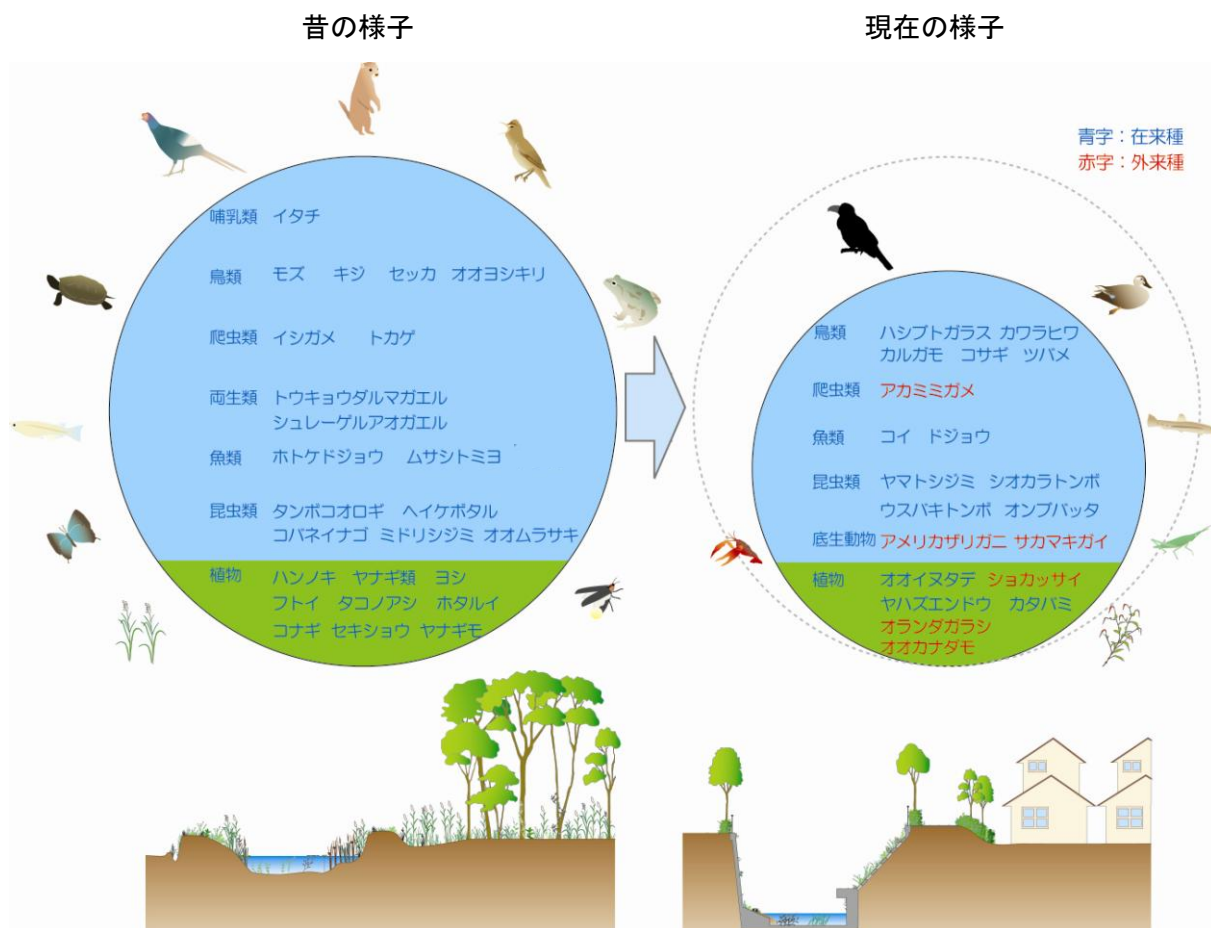 昔の様子
現在の様子
青字：在来種
赤字：外来種
哺乳類 イタチ
鳥類 モズ キジ セッカ オオヨシキリ
爬虫類 イシガメ トカゲ
両生類 トウキョウダルマガエル
シュレーゲルアオガエル
魚類 ホトケドジョウ ムサシトミヨ
昆虫類 タンボコオロギ ヘイケボタル
コバネイナゴ ミドリシジミ オオムラサキ
植物 ハンノキ ヤナギ類 ヨシ
フトイ タコノアシ ホタルイ
コナギ セキショウ ヤナギモ
鳥類 ハシブトガラス カワラヒワ
カルガモ コサギ ツバメ
爬虫類 アカミミガメ
魚類 コイ ドジョウ
昆虫類 ヤマトシジミ シオカラトンボ
ウスバキトンボ オンブバッタ
底生動物 アメリカザリガニ サカマキガイ
植物 オオイヌタデ ショカッサイ
ヤハズエンドウ カタバミ
オランダガラシ
オオカナダモ